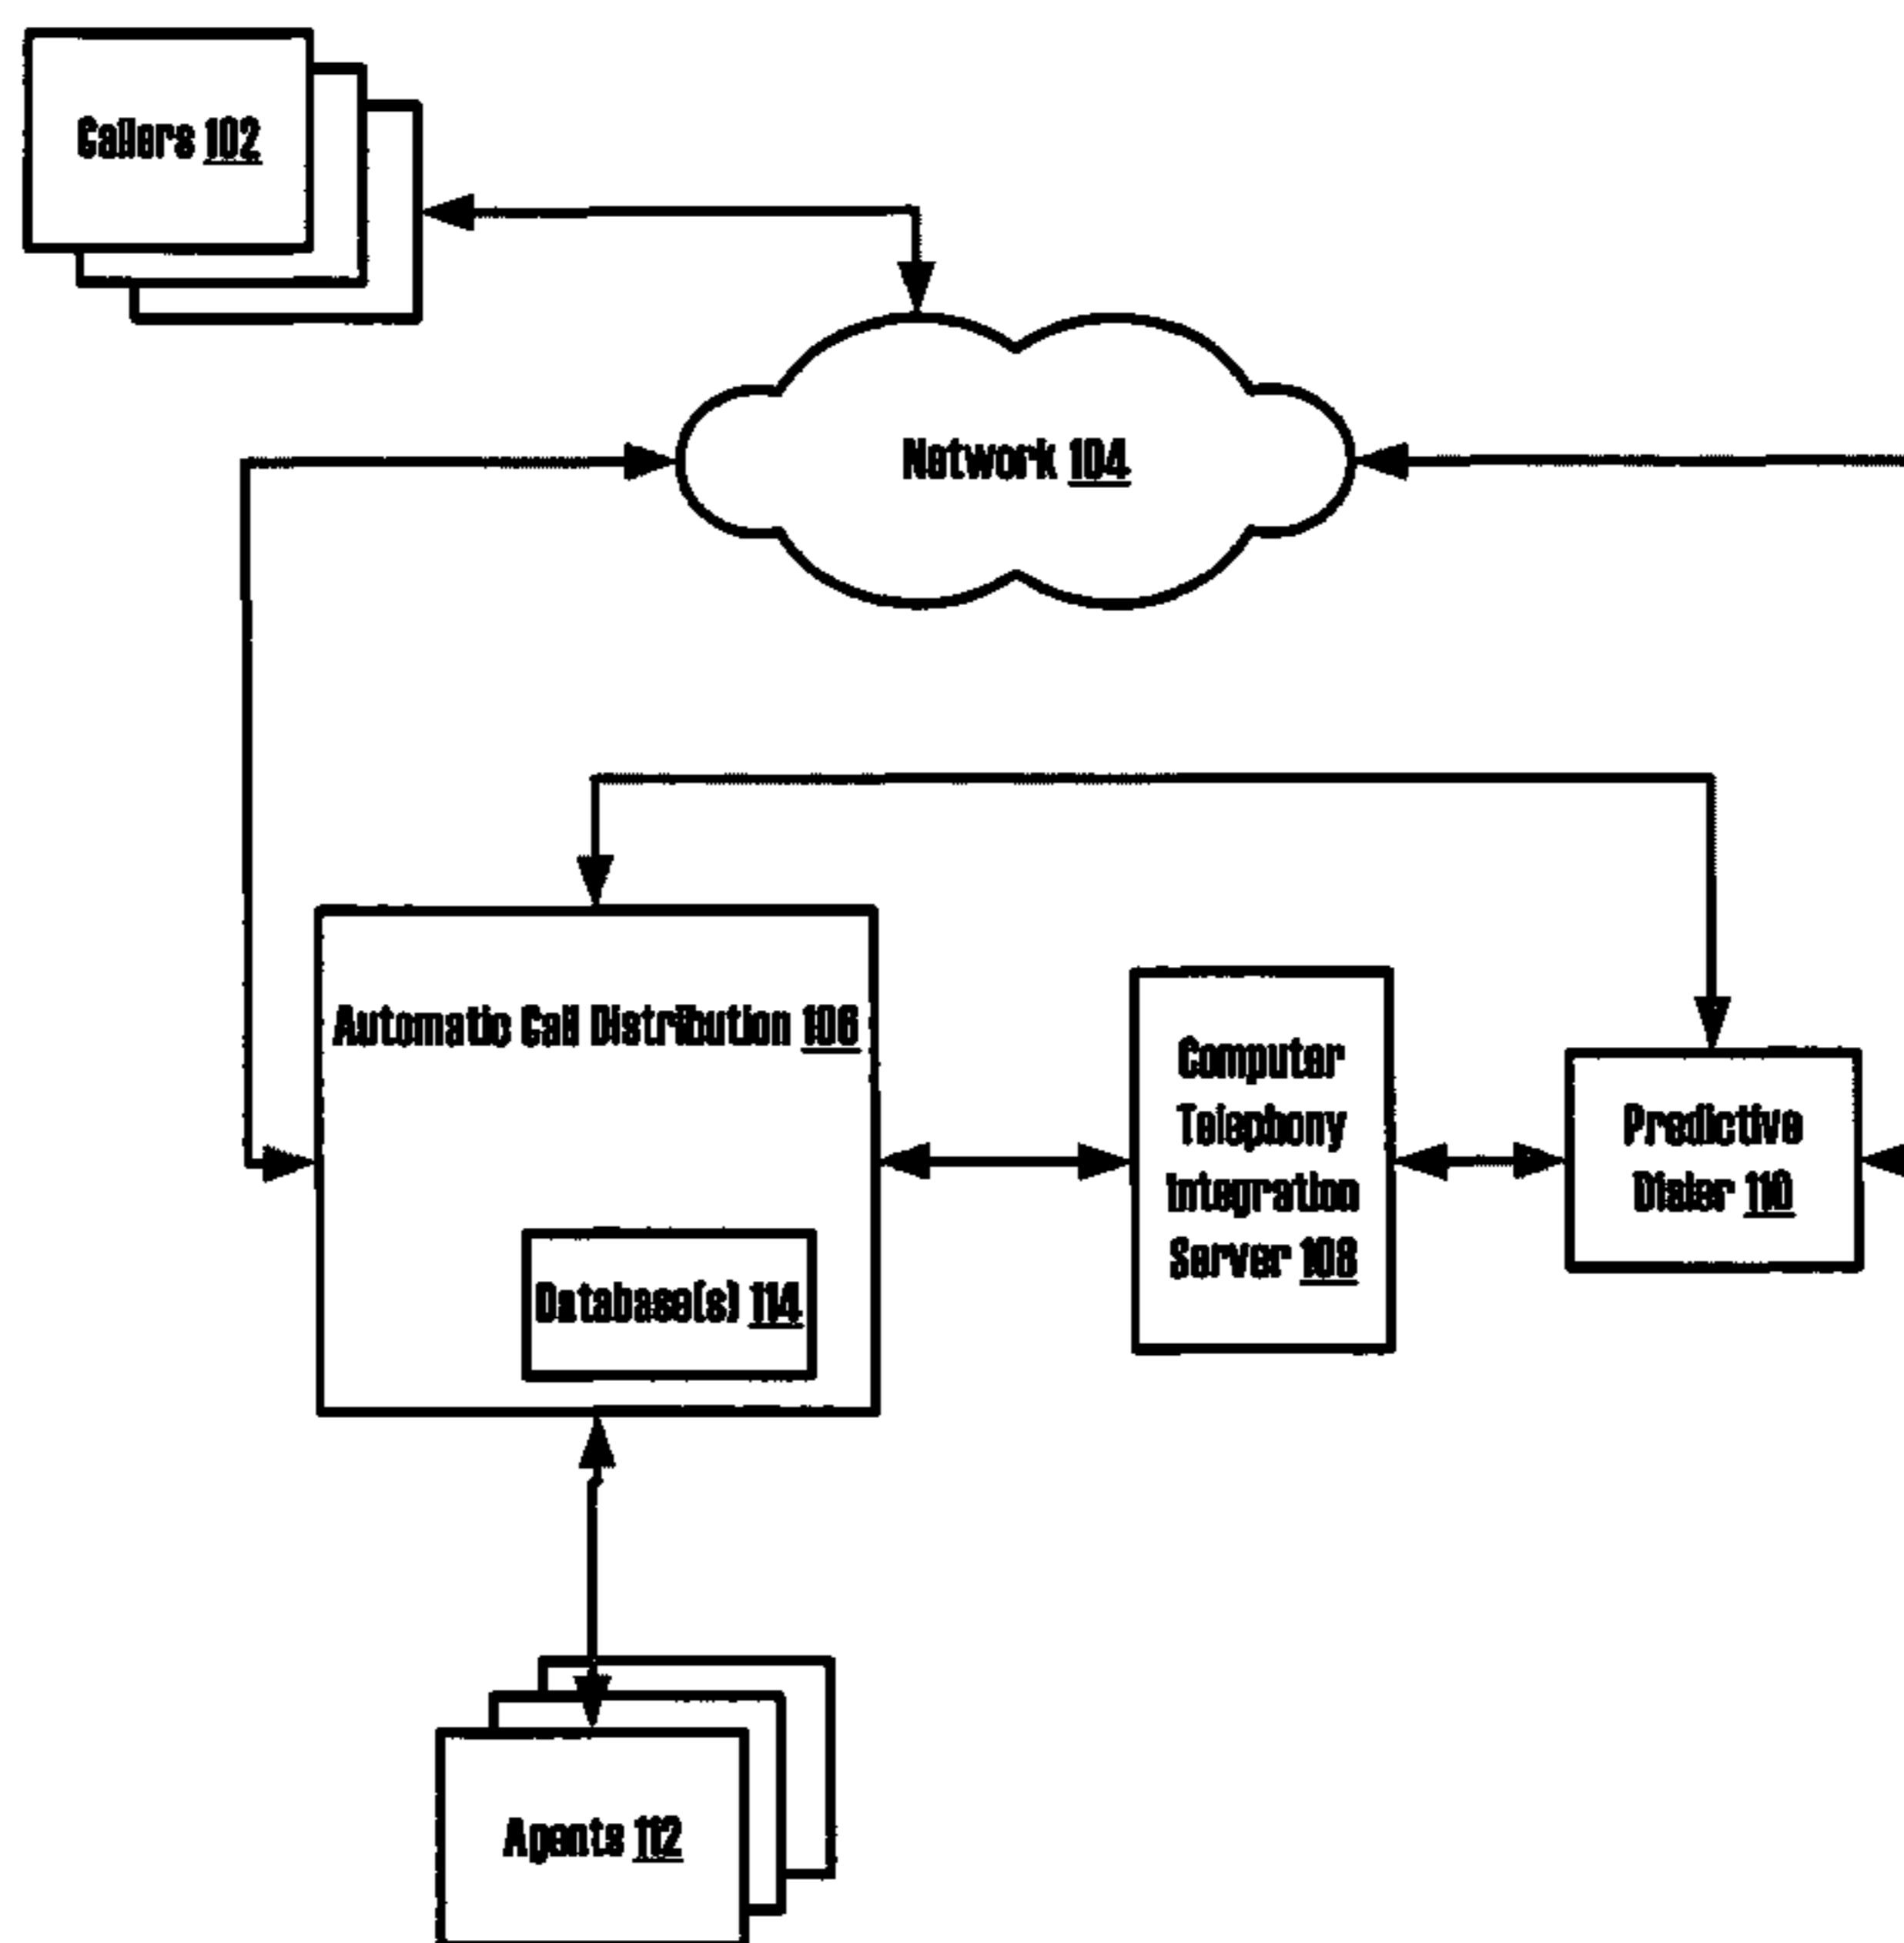 Callers 102
Network 104
Automatic Call Distribution 106
Computer
Telephony
Integration
Server 108
Predictive
Dialer 110
Database(s) 114
Agents 112